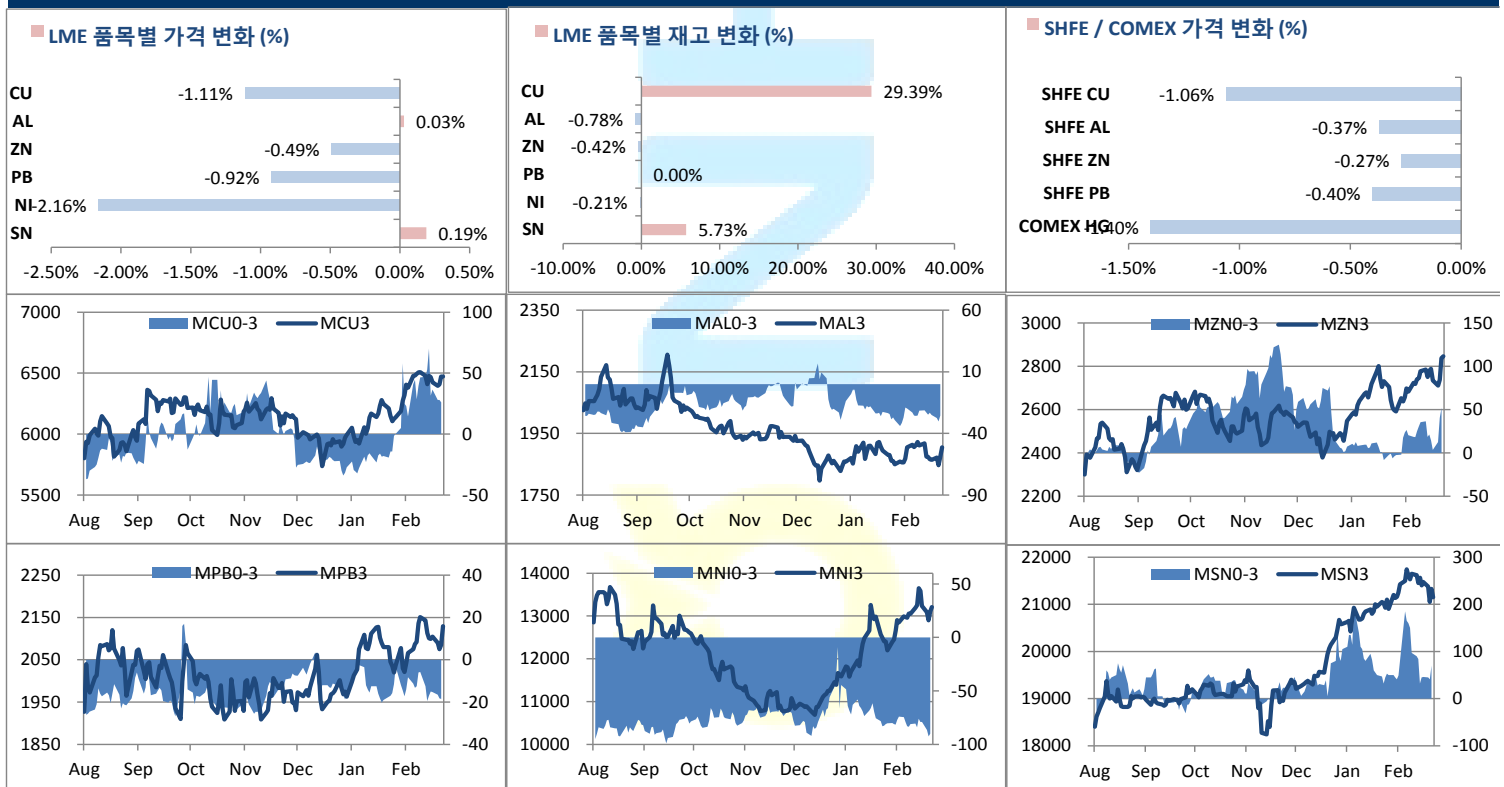 LME 품목별 가격 변화 (%)
CU -1.11%
AL 0.03%
ZN -0.49%
PB -0.92%
NI -2.16%
SN 0.19%
-2.50% -2.00% -1.50% -1.00% -0.50% 0.00% 0.50%
LME 품목별 재고 변화 (%)
CU 29.39%
AL -0.78%
ZN -0.42%
PB 0.00%
NI -0.21%
SN 5.73%
-10.00% 0.00% 10.00% 20.00% 30.00% 40.00%
SHFE / COMEX 가격 변화 (%)
SHFE CU -1.06%
SHFE AL -0.37%
SHFE ZN -0.27%
SHFE PB -0.40%
COMEX HG -1.40%
-1.50% -1.00% -0.50% 0.00%
MCU0-3 MCU3
7000 100
6500 50
6000 0
5500 -50
Aug Sep Oct Nov Dec Jan Feb
MAL0-3 MAL3
2350 60
2150 10
1950 -40
1750 -90
Aug Sep Oct Nov Dec Jan Feb
MZN0-3 MZN3
3000 150
2800 100
2600 50
2400 0
2200 -50
Aug Sep Oct Nov Dec Jan Feb
MPB0-3 MPB3
2250 40
2150 20
2050 0
1950 -20
1850 -40
Aug Sep Oct Nov Dec Jan Feb
MNI0-3 MNI3
14000 50
13000 0
12000
11000 -50
10000 -100
Aug Sep Oct Nov Dec Jan Feb
MSN0-3 MSN3
22000 300
21000 200
20000 100
19000 0
18000 -100
Aug Sep Oct Nov Dec Jan Feb